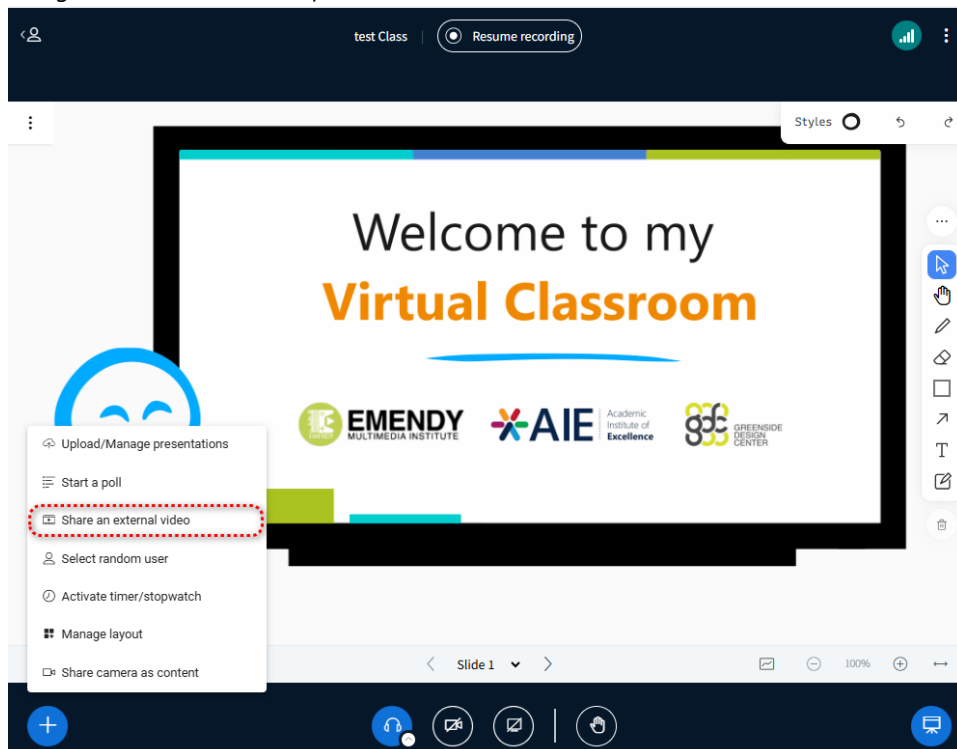 test Class
Resume recording
Styles
Welcome to my
Virtual Classroom
EMENDY
MULTIMEDIA INSTITUTE
AIE
Academic
Institute of
Excellence
gdc
GREENSIDE
DESIGN
CENTER
Upload/Manage presentations
Start a poll
Share an external video
Select random user
Activate timer/stopwatch
Manage layout
Share camera as content
T
Slide 1
100%